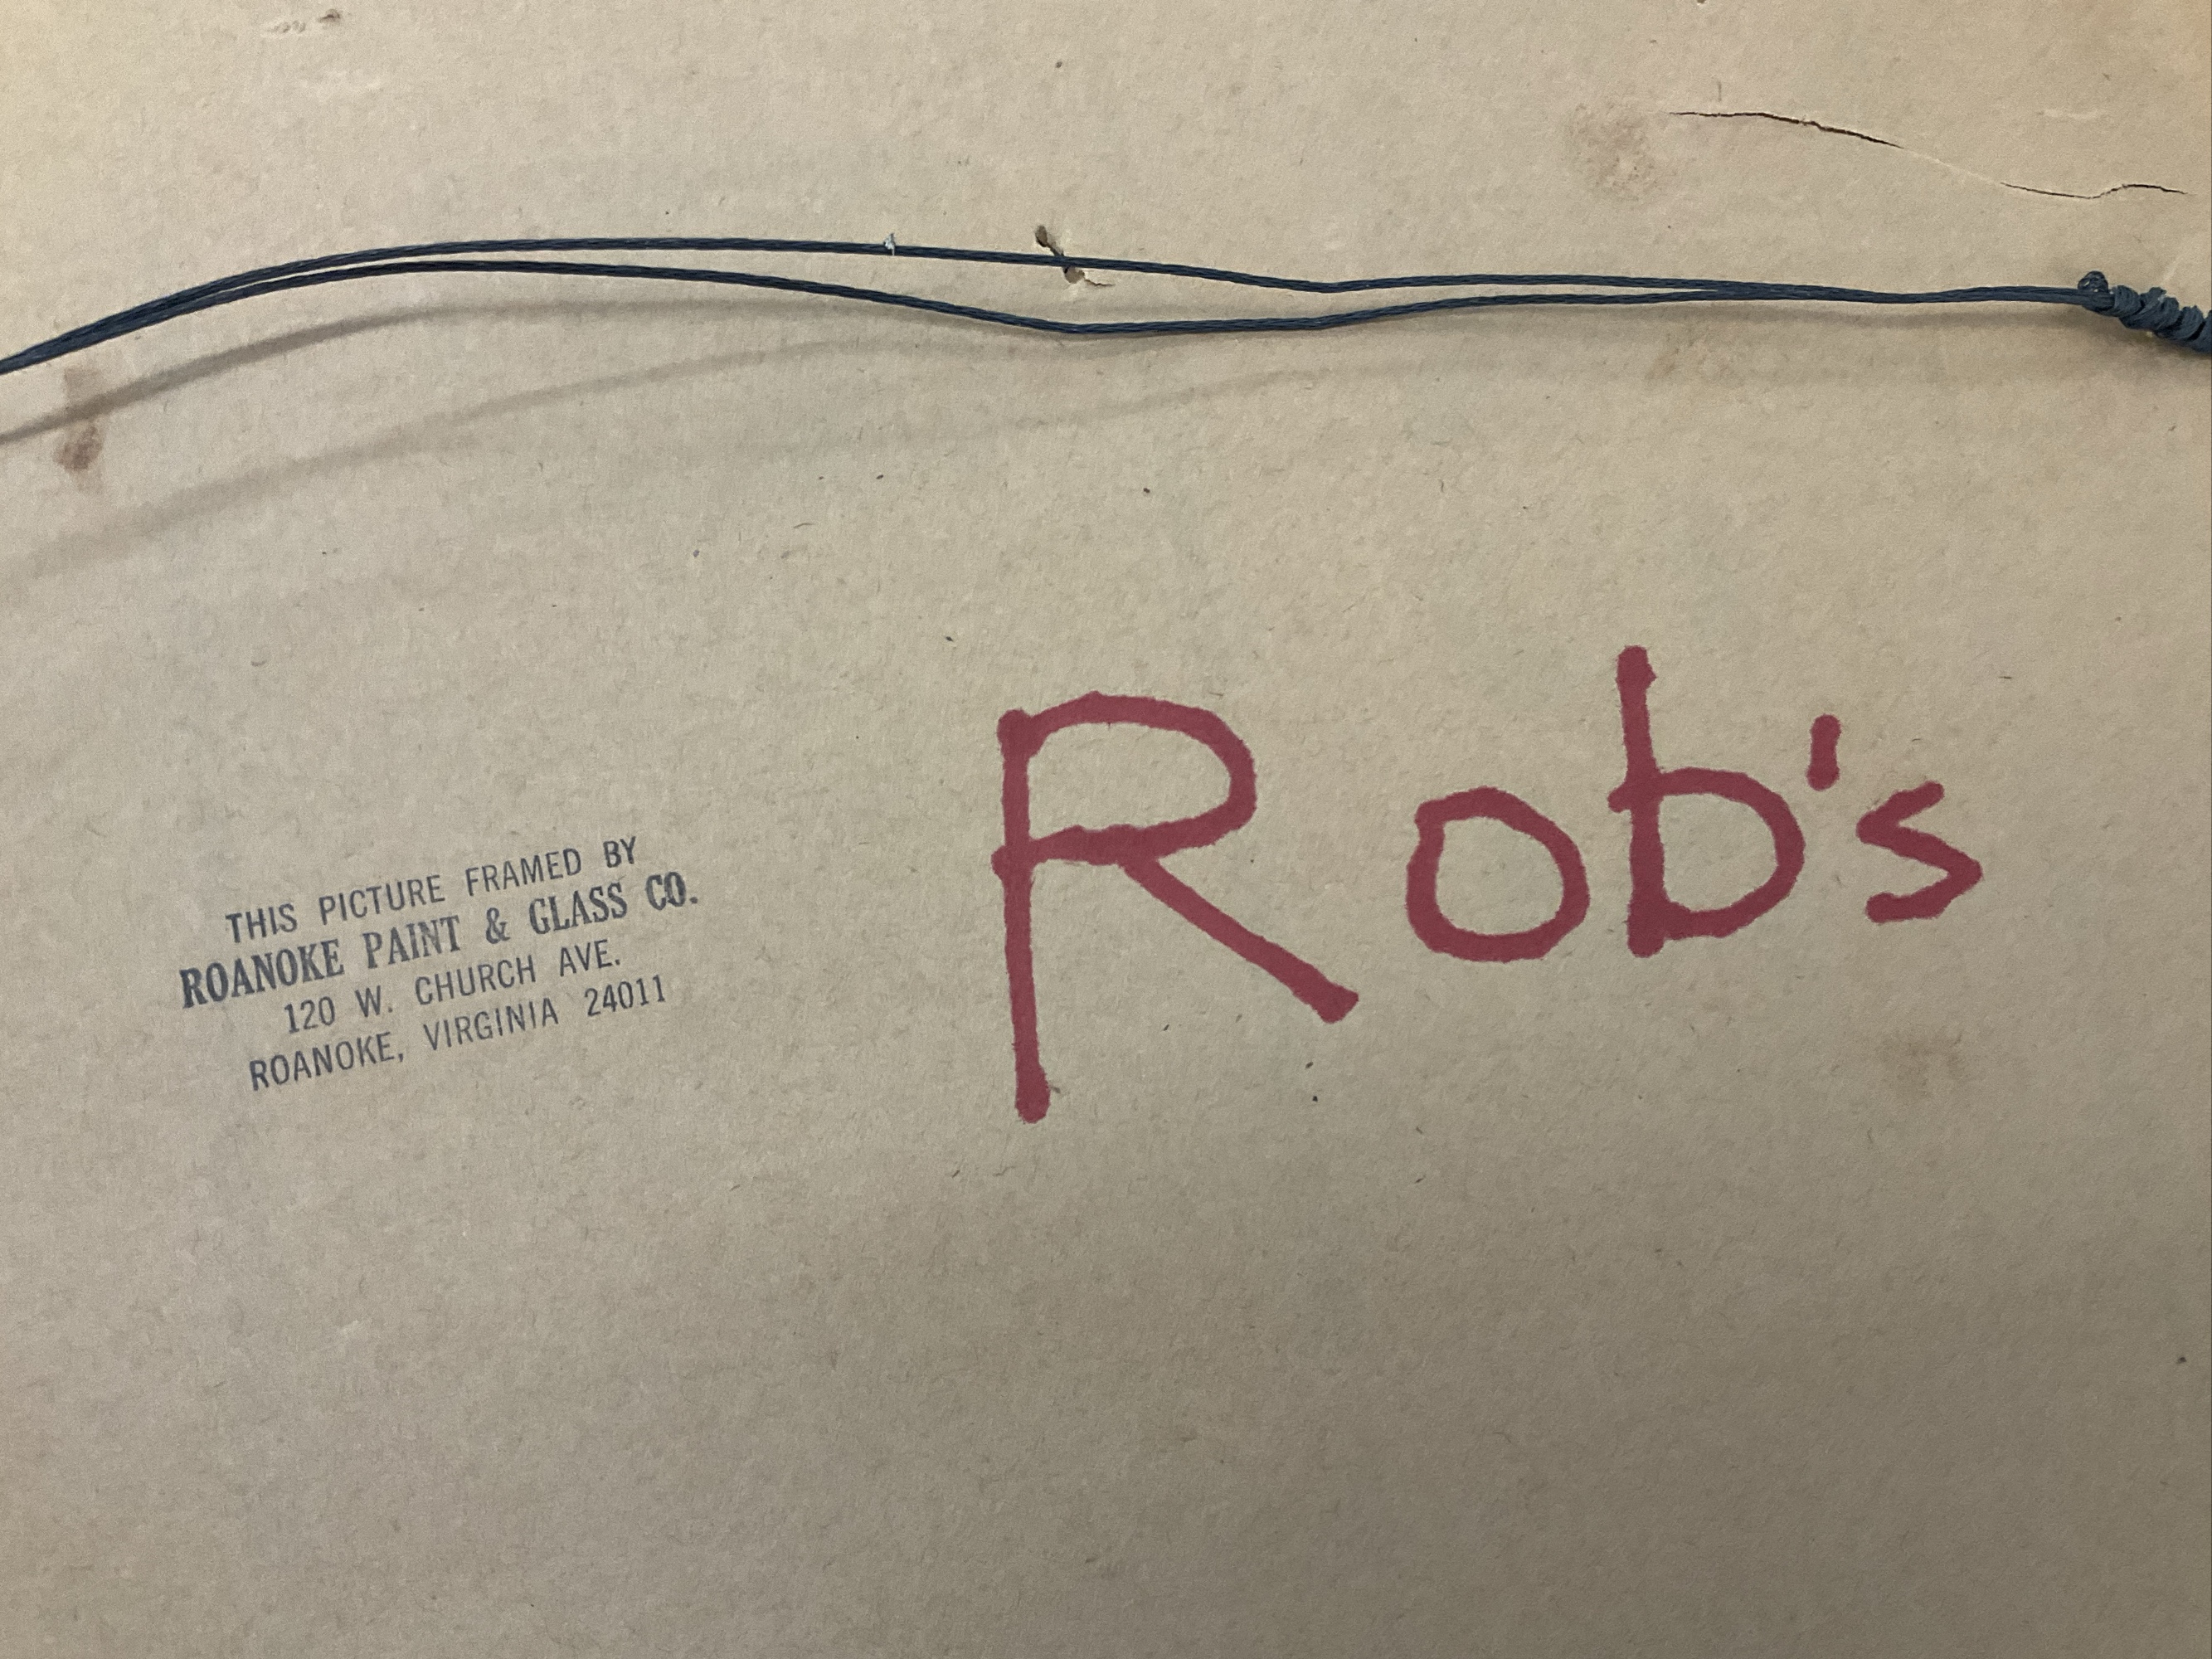 THIS PICTURE FRAMED BY
ROANOKE PAINT & GLASS CO.
120 W. CHURCH AVE.
ROANOKE, VIRGINIA 24011
Rob's